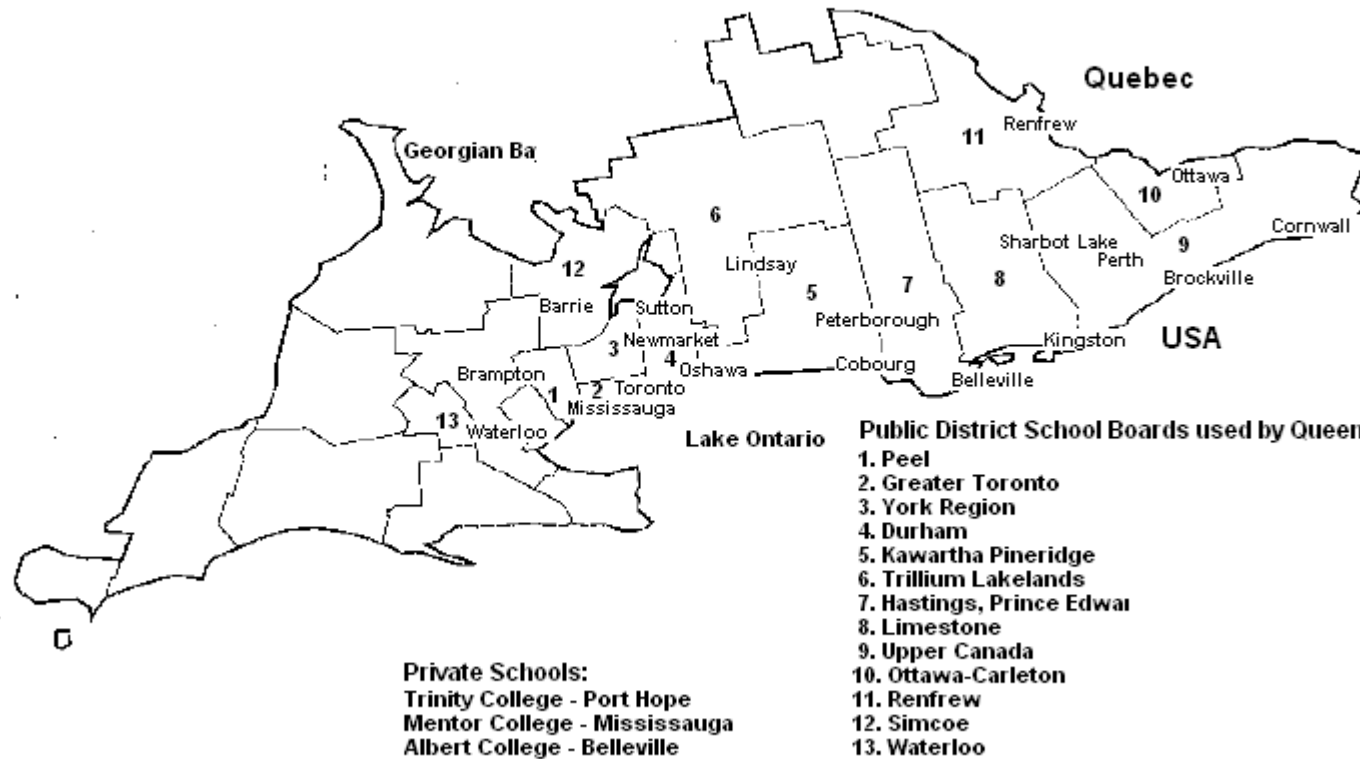 Quebec
Renfrew
11
Georgian Ba
Ottawa
10
6
Cornwall
9
Sharbot Lake
Perth
Lindsay
12
Brockville
8
7
5
Barrie
Sutton
Peterborough
USA
Newmarket
Kingston
3
4
Oshawa
Cobourg
Brampton
Belleville
Toronto
2
1
Mississauga
13
Waterloo
Lake Ontario
Public District School Boards used by Queen
1. Peel
2. Greater Toronto
3. York Region
4. Durham
5. Kawartha Pineridge
6. Trillium Lakelands
7. Hastings, Prince Edwar
8. Limestone
9. Upper Canada
10. Ottawa-Carleton
11. Renfrew
12. Simcoe
13. Waterloo
Private Schools:
Trinity College - Port Hope
Mentor College - Mississauga
Albert College - Belleville